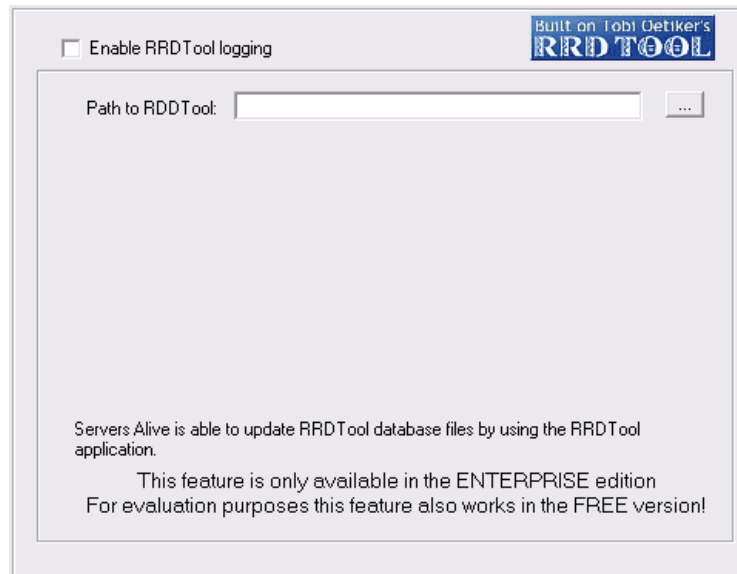 Built on Tobi Oetiker's
RRD TOOL
Enable RRDTool logging
Path to RDDTool:
...
Servers Alive is able to update RRDTool database files by using the RRDTool
application.
This feature is only available in the ENTERPRISE edition
For evaluation purposes this feature also works in the FREE version!